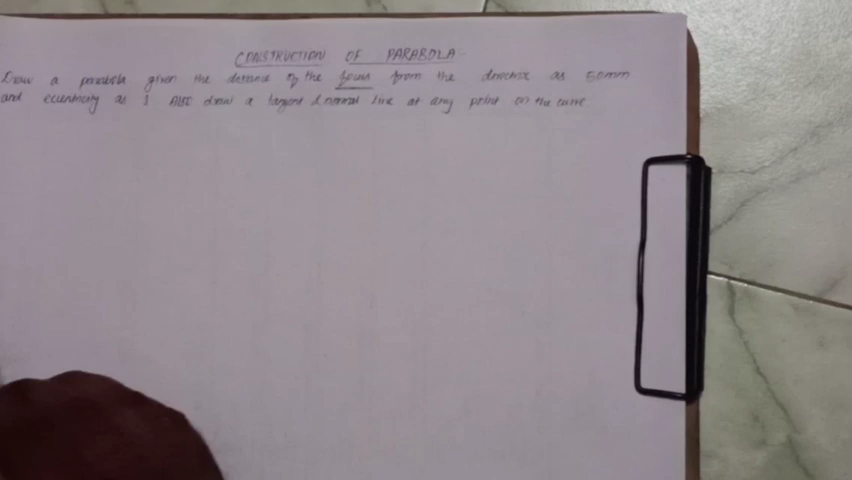 CONSTRUCTION OF PARABOLA -
Draw a parabola given the distance of the focus from the directrix as 50mm
and eccentricity as 1 Also draw a tangent & normal line at any point on the curve